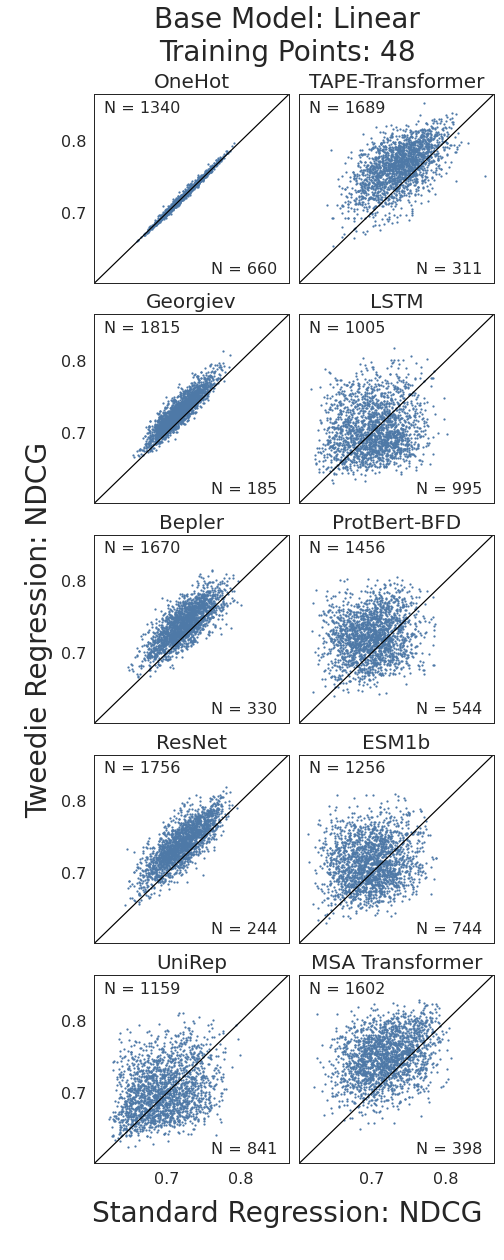 Base Model: Linear
Training Points: 48
OneHot
TAPE-Transformer
N = 1340
N = 1689
0.8
0.7
N = 660
N = 311
Georgiev
LSTM
N = 1815
N = 1005
0.8
0.7
N = 185
N = 995
Bepler
ProtBert-BFD
N = 1670
N = 1456
0.8
0.7
N = 330
N = 544
ResNet
ESM1b
N = 1756
N = 1256
0.8
0.7
N = 244
N = 744
UniRep
MSA Transformer
N = 1159
N = 1602
0.8
0.7
N = 841
N = 398
0.7 0.8
0.7 0.8
Tweedie Regression: NDCG
Standard Regression: NDCG